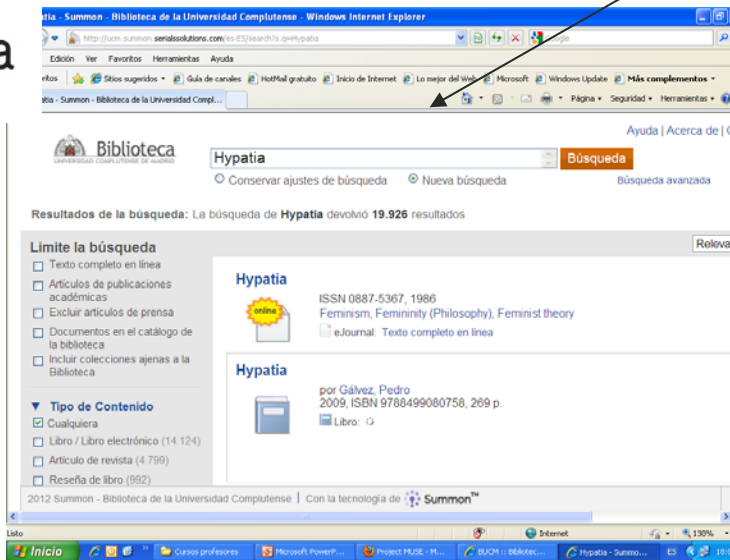 tia - Summon - Biblioteca de la Universidad Complutense - Windows Internet Explorer
http://ucm.summon.serialssolutions.com/es-ES/search?s.q=Hypatia
Edición Ver Favoritos Herramientas Ayuda
ritos Sitios sugeridos Guía de canales HotMail gratuito Inicio de Internet Lo mejor del Web Microsoft Windows Update Más complementos
atia - Summon - Biblioteca de la Universidad Compl...
Página Seguridad Herramientas
a
Ayuda | Acerca de |
Biblioteca
UNIVERSIDAD COMPLUTENSE DE MADRID
Hypatia Búsqueda
Conservar ajustes de búsqueda Nueva búsqueda Búsqueda avanzada
Resultados de la búsqueda: La búsqueda de Hypatia devolvió 19.926 resultados
Limite la búsqueda
Releva
Texto completo en línea
Artículos de publicaciones
académicas
Excluir artículos de prensa
Documentos en el catálogo de
la biblioteca
Incluir colecciones ajenas a la
Biblioteca
Tipo de Contenido
Cualquiera
Libro / Libro electrónico (14.124)
Artículo de revista (4.799)
Reseña de libro (992)
Hypatia
online
ISSN 0887-5367, 1986
Feminism, Femininity (Philosophy), Feminist theory
eJournal: Texto completo en línea
Hypatia
por Gálvez, Pedro
2009, ISBN 9788499080758, 269 p.
Libro:
2012 Summon - Biblioteca de la Universidad Complutense | Con la tecnología de Summon™
Listo Internet 130%
Inicio Cursos profesores Microsoft PowerP... Project MUSE - M... BUCM :: Bibliotec... Hypatia - Summo... ES